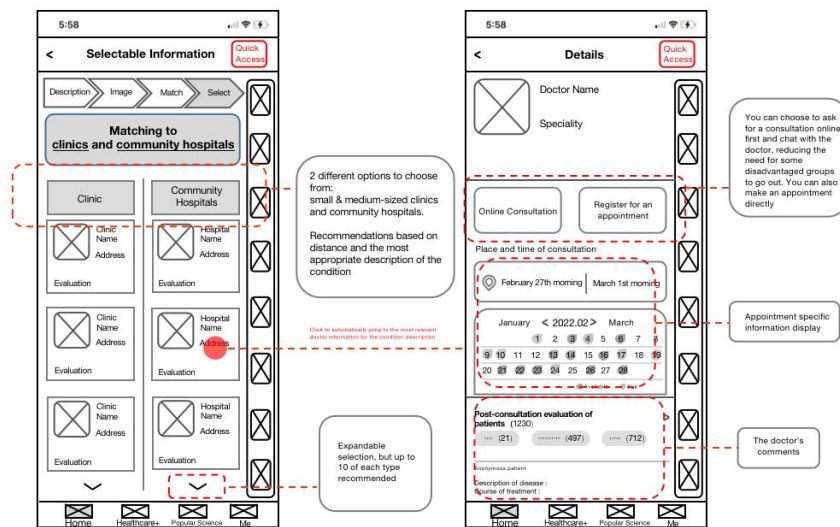 5:58
< Selectable Information
Quick
Access
Description
Image
Match
Select
Matching to
clinics and community hospitals
Clinic
Community
Hospitals
Clinic
Name
Address
Evaluation
Hospital
Name
Address
Evaluation
Clinic
Name
Address
Evaluation
Hospital
Name
Address
Evaluation
Clinic
Name
Address
Evaluation
Hospital
Name
Address
Evaluation
Home
Healthcare+
Popular Science
Me
2 different options to choose
from:
small & medium-sized clinics
and community hospitals.
Recommendations based on
distance and the most
appropriate description of the
condition
Click to automatically jump to the most relevant
doctor information for the condition description
Expandable
selection, but up to
10 of each type
recommended
5:58
< Details
Quick
Access
Doctor Name
Speciality
Online Consultation
Register for an
appointment
Place and time of consultation
February 27th morning
March 1st morning
January < 2022.02 > March
1 2 3 4 5 6 7 8
9 10 11 12 13 14 15 16 17 18 19
20 21 22 23 24 25 26 27 28
Post-consultation evaluation of
patients (1230) >
···· (21)
·········· (497)
····· (712)
Anonymous patient
Description of disease :
Course of treatment :
Home
Healthcare+
Popular Science
Me
You can choose to ask
for a consultation online
first and chat with the
doctor, reducing the
need for some
disadvantaged groups
to go out. You can also
make an appointment
directly
Appointment specific
information display
The doctor's
comments